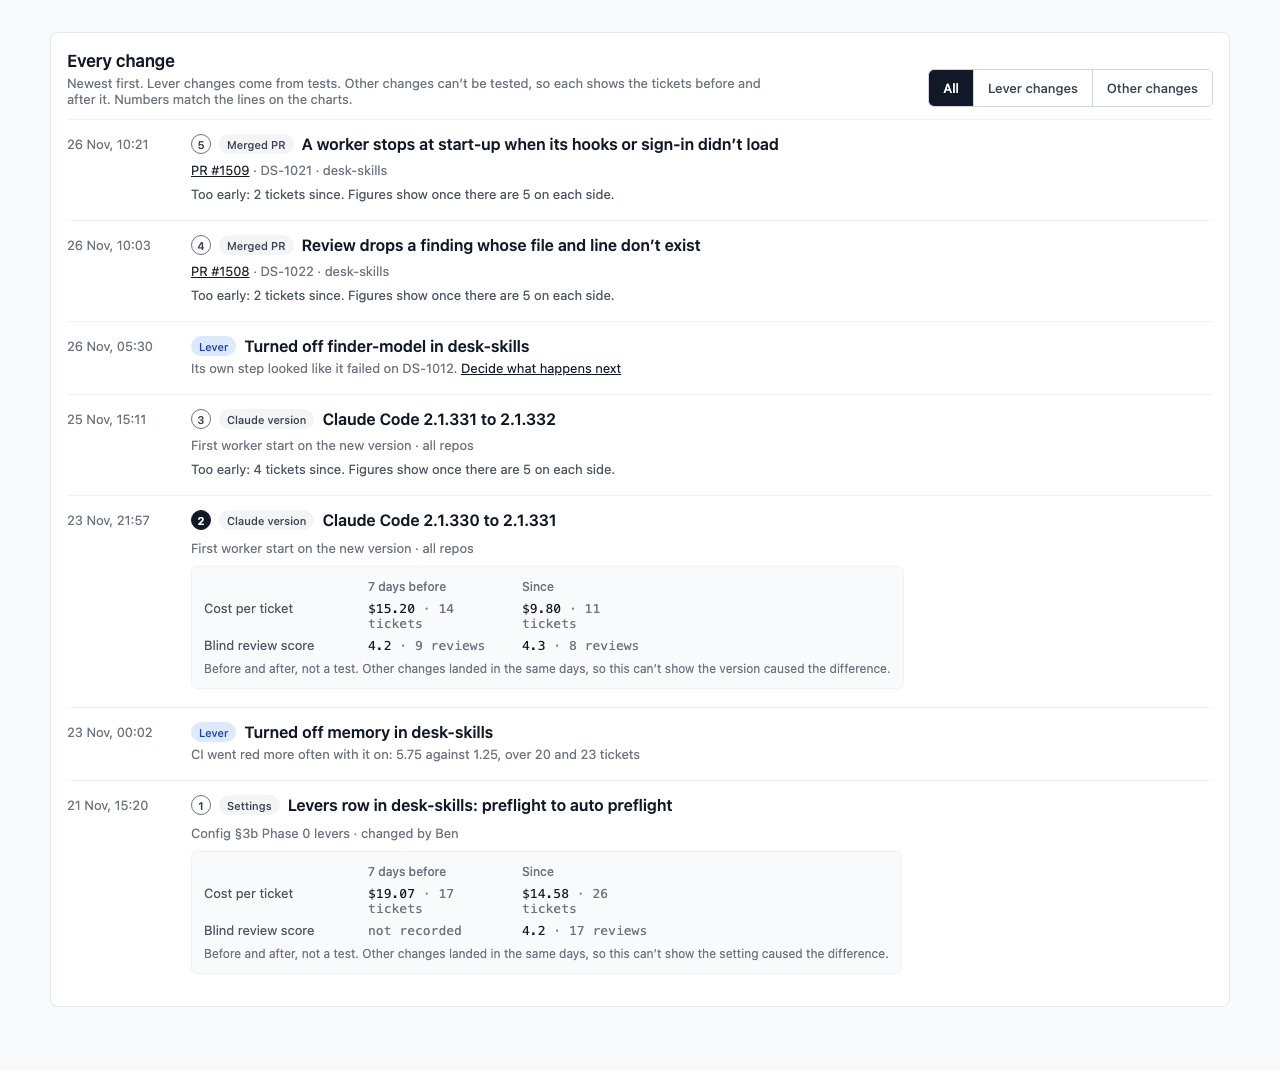 Every change
Newest first. Lever changes come from tests. Other changes can’t be tested, so each shows the tickets before and
after it. Numbers match the lines on the charts.
All Lever changes Other changes
26 Nov, 10:21 5 Merged PR A worker stops at start-up when its hooks or sign-in didn’t load
PR #1509 · DS-1021 · desk-skills
Too early: 2 tickets since. Figures show once there are 5 on each side.
26 Nov, 10:03 4 Merged PR Review drops a finding whose file and line don’t exist
PR #1508 · DS-1022 · desk-skills
Too early: 2 tickets since. Figures show once there are 5 on each side.
26 Nov, 05:30 Lever Turned off finder-model in desk-skills
Its own step looked like it failed on DS-1012. Decide what happens next
25 Nov, 15:11 3 Claude version Claude Code 2.1.331 to 2.1.332
First worker start on the new version · all repos
Too early: 4 tickets since. Figures show once there are 5 on each side.
23 Nov, 21:57 2 Claude version Claude Code 2.1.330 to 2.1.331
First worker start on the new version · all repos
7 days before Since
Cost per ticket $15.20 · 14 tickets $9.80 · 11 tickets
Blind review score 4.2 · 9 reviews 4.3 · 8 reviews
Before and after, not a test. Other changes landed in the same days, so this can’t show the version caused the difference.
23 Nov, 00:02 Lever Turned off memory in desk-skills
CI went red more often with it on: 5.75 against 1.25, over 20 and 23 tickets
21 Nov, 15:20 1 Settings Levers row in desk-skills: preflight to auto preflight
Config §3b Phase 0 levers · changed by Ben
7 days before Since
Cost per ticket $19.07 · 17 tickets $14.58 · 26 tickets
Blind review score not recorded 4.2 · 17 reviews
Before and after, not a test. Other changes landed in the same days, so this can’t show the setting caused the difference.